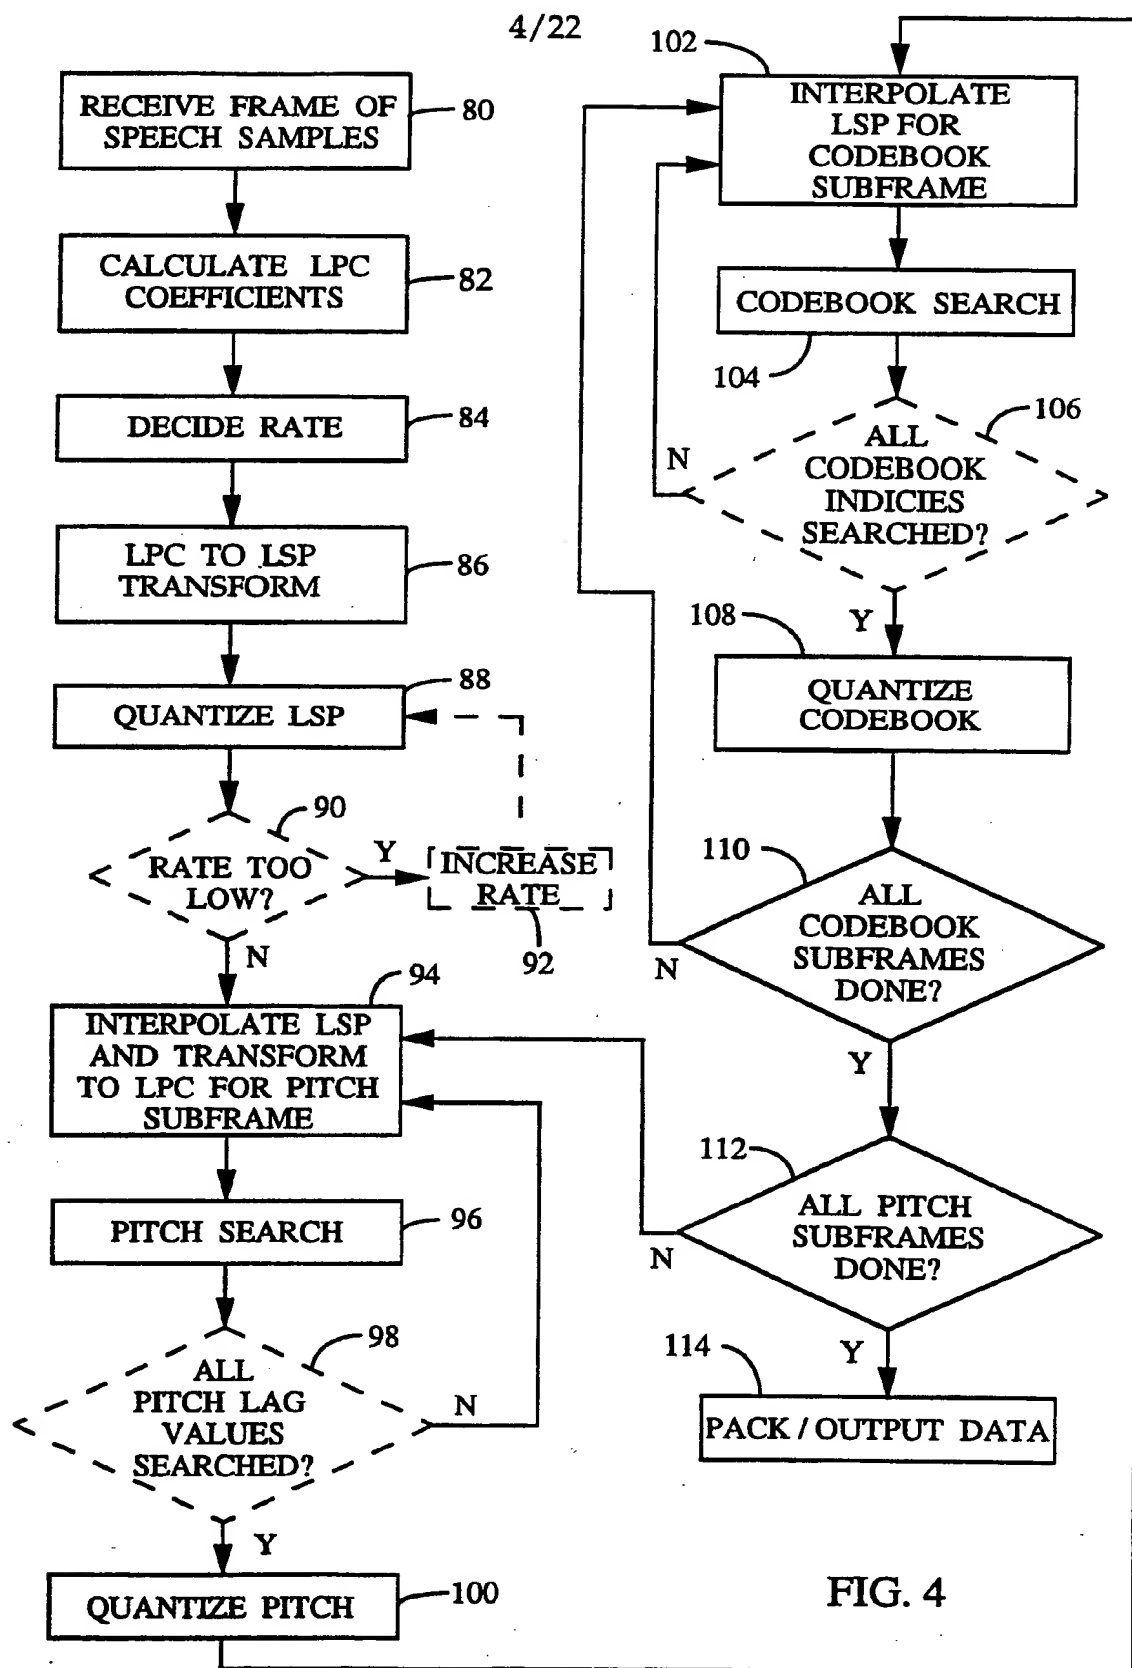 4/22
RECEIVE FRAME OF
SPEECH SAMPLES
80
CALCULATE LPC
COEFFICIENTS
82
DECIDE RATE
84
LPC TO LSP
TRANSFORM
86
QUANTIZE LSP
88
RATE TOO
LOW?
90
Y
N
INCREASE
RATE
92
INTERPOLATE LSP
AND TRANSFORM
TO LPC FOR PITCH
SUBFRAME
94
PITCH SEARCH
96
ALL
PITCH LAG
VALUES
SEARCHED?
98
N
Y
QUANTIZE PITCH
100
102
INTERPOLATE
LSP FOR
CODEBOOK
SUBFRAME
CODEBOOK SEARCH
104
106
ALL
CODEBOOK
INDICIES
SEARCHED?
N
Y
108
QUANTIZE
CODEBOOK
110
ALL
CODEBOOK
SUBFRAMES
DONE?
N
Y
112
ALL PITCH
SUBFRAMES
DONE?
N
Y
114
PACK / OUTPUT DATA
FIG. 4